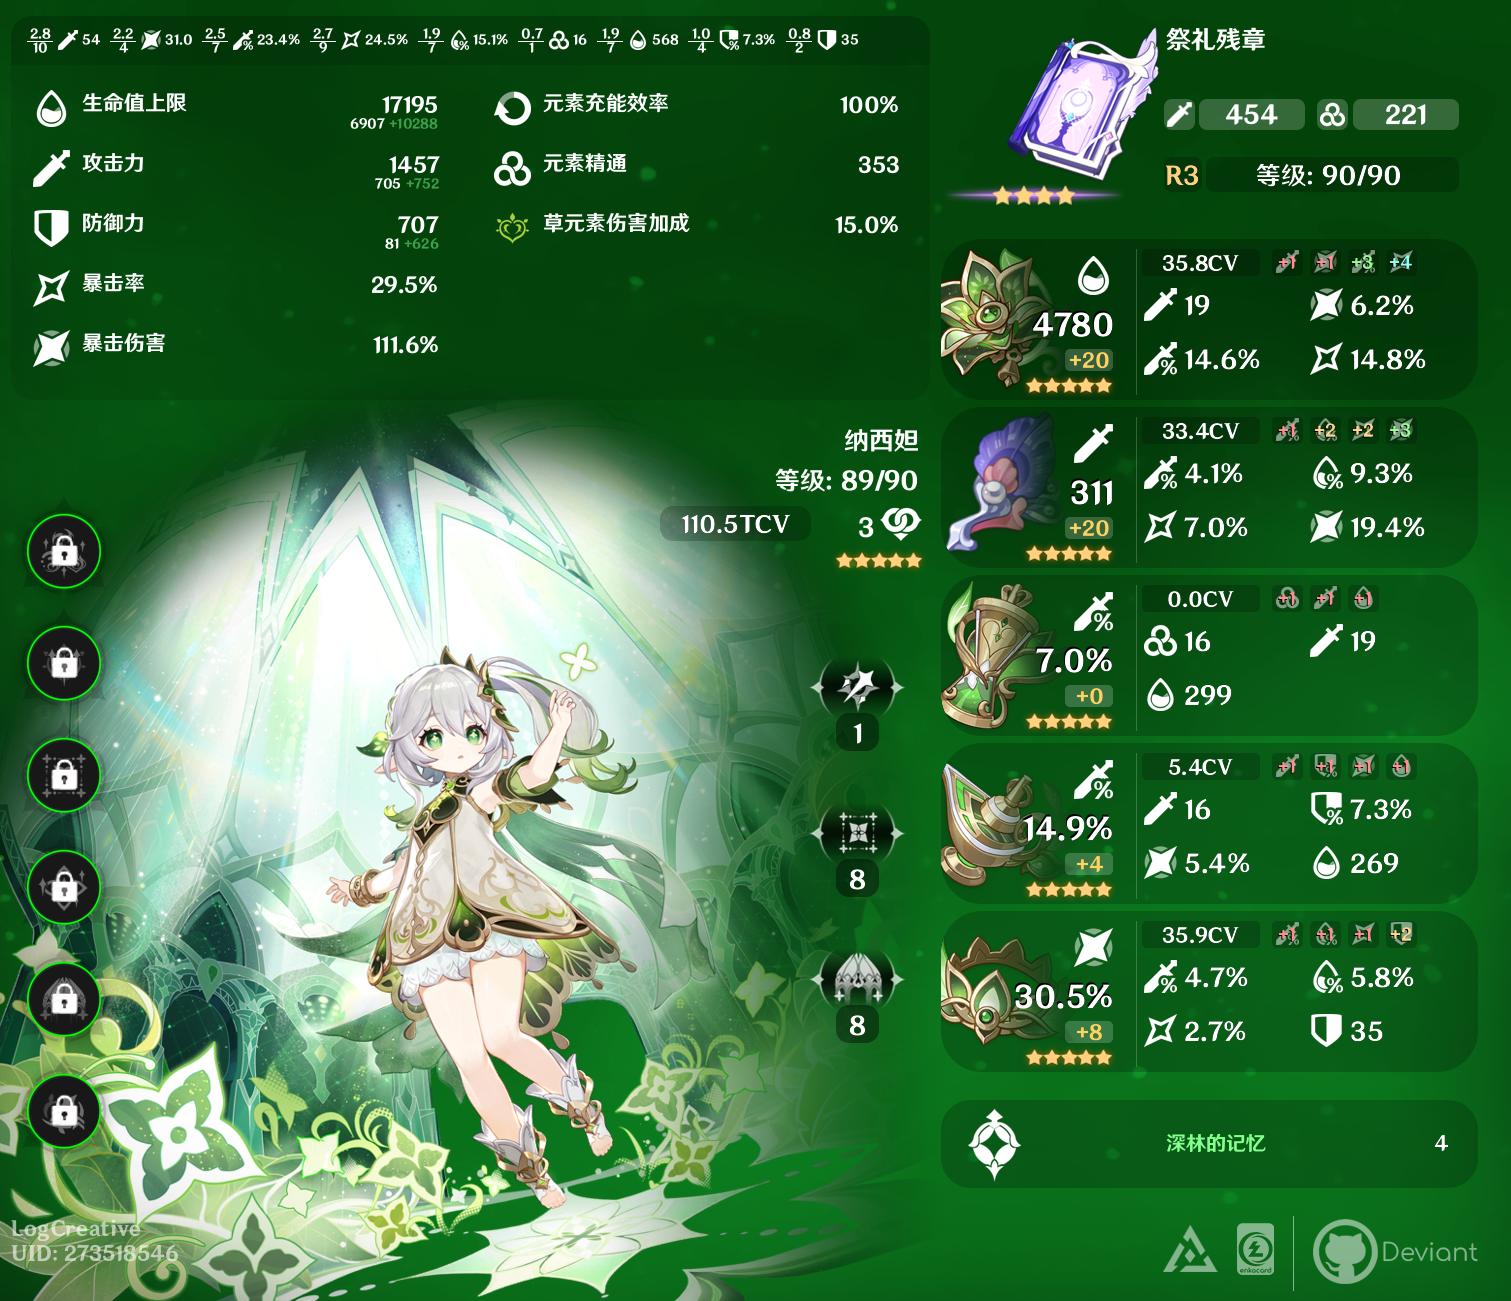 2.8/10 54 2.2/4 31.0 2.5/7 23.4% 2.7/9 24.5% 1.9/7 15.1% 0.7/1 16 1.9/7 568 1.0/4 7.3% 0.8/2 35
生命值上限 17195
6907 +10288
元素充能效率 100%
攻击力 1457
705 +752
元素精通 353
防御力 707
81 +626
草元素伤害加成 15.0%
暴击率 29.5%
暴击伤害 111.6%
祭礼残章
454 221
R3 等级: 90/90
纳西妲
等级: 89/90
110.5TCV 3
1
8
8
35.8CV +1 +1 +3 +4
4780
+20
19 6.2%
14.6% 14.8%
33.4CV +1 +2 +2 +3
311
+20
4.1% 9.3%
7.0% 19.4%
0.0CV +1 +1 +1
7.0%
+0
16 19
299
5.4CV +1 +1 +1 +1
14.9%
+4
16 7.3%
5.4% 269
35.9CV +1 +1 +1 +2
30.5%
+8
4.7% 5.8%
2.7% 35
深林的记忆 4
LogCreative
UID: 273518546
enkacard
Deviant